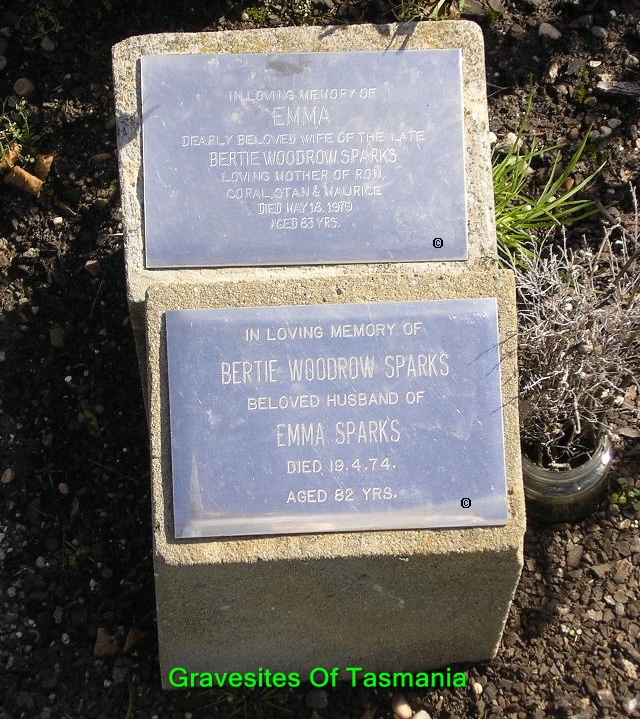 IN LOVING MEMORY OF
EMMA
DEARLY BELOVED WIFE OF THE LATE
BERTIE WOODROW SPARKS
LOVING MOTHER OF RON,
CORAL, STAN & MAURICE
DIED MAY 18. 1979
AGED 83 YRS.
©
IN LOVING MEMORY OF
BERTIE WOODROW SPARKS
BELOVED HUSBAND OF
EMMA SPARKS
DIED 19.4.74.
AGED 82 YRS.
©
Gravesites Of Tasmania